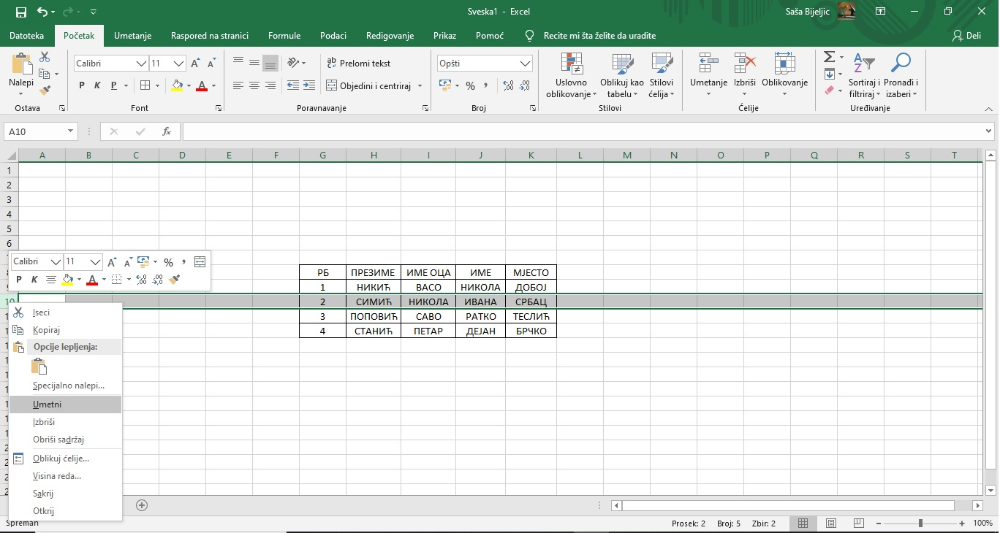 Sveska1 - Excel
Saša Bijeljic
Datoteka Početak Umetanje Raspored na stranici Formule Podaci Redigovanje Prikaz Pomoć Recite mi šta želite da uradite Deli
Nalepi
Calibri 11
P K P
Prelomi tekst
Objedini i centriraj
Opšti
%
Uslovno oblikovanje
Oblikuj kao tabelu
Stilovi ćelija
Umetanje Izbriši Oblikovanje
Sortiraj i filtriraj
Pronađi i izaberi
Ostava Font Poravnavanje Broj Stilovi Ćelije Uređivanje
A10
fx
A B C D E F G H I J K L M N O P Q R S T
1
2
3
4
5
6
Calibri 11 %
P K
РБ ПРЕЗИМЕ ИМЕ ОЦА ИМЕ МЈЕСТО
1 НИКИЋ ВАСО НИКОЛА ДОБОЈ
10 2 СИМИЋ НИКОЛА ИВАНА СРБАЦ
3 ПОПОВИЋ САВО РАТКО ТЕСЛИЋ
4 СТАНИЋ ПЕТАР ДЕЈАН БРЧКО
Iseci
Kopiraj
Opcije lepljenja:
Specijalno nalepi...
Umetni
Izbriši
Obriši sadržaj
Oblikuj ćelije...
Visina reda...
Sakrij
Otkrij
Spreman
Prosek: 2 Broj: 5 Zbir: 2 100%